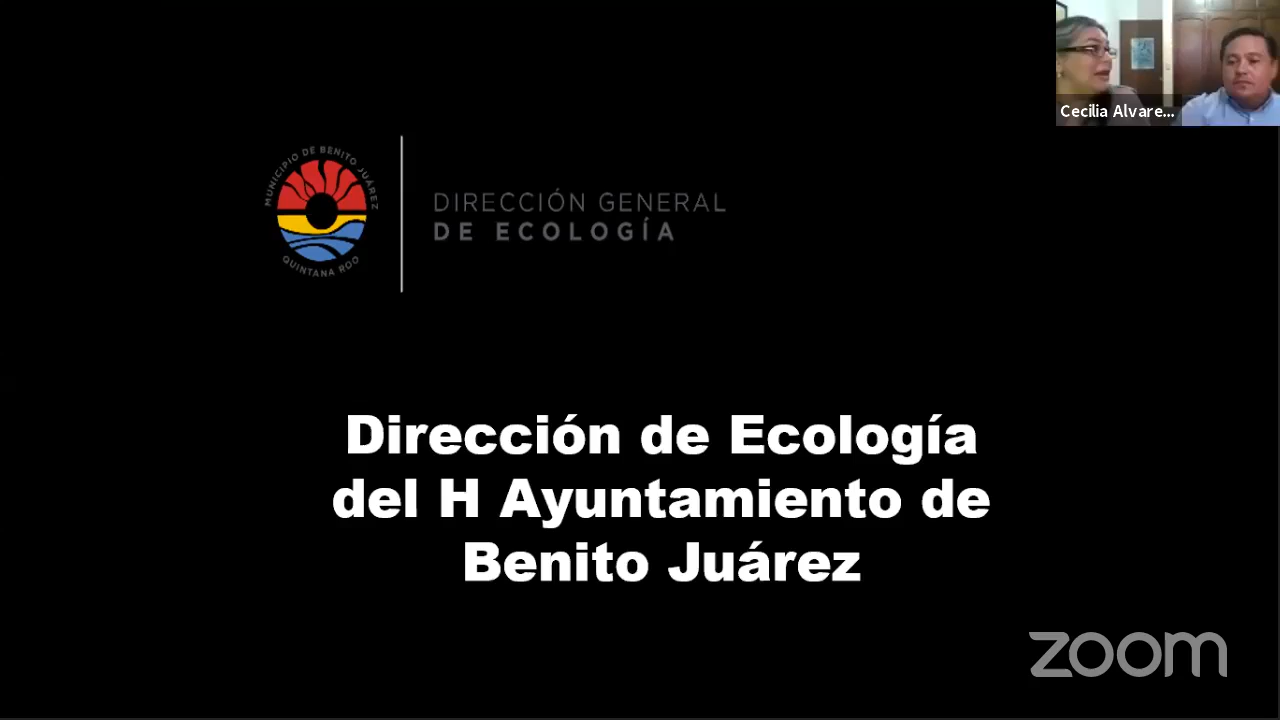 Cecilia Alvare...
MUNICIPIO DE BENITO JUÁREZ
QUINTANA ROO
DIRECCIÓN GENERAL
DE ECOLOGÍA
Dirección de Ecología
del H Ayuntamiento de
Benito Juárez
zoom